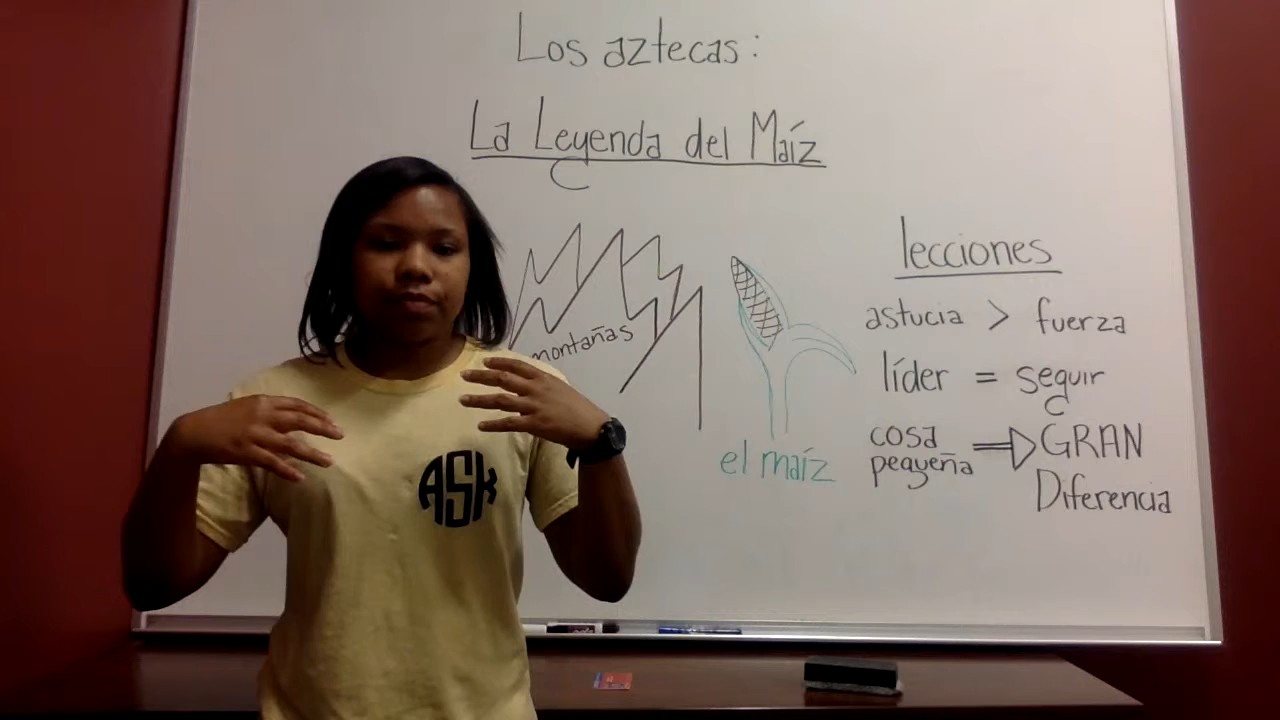 Los aztecas:
La Leyenda del Maíz
montañas
el maíz
lecciones
astucia > fuerza
líder = seguir
cosa pequeña ⇒ GRAN Diferencia
ASK